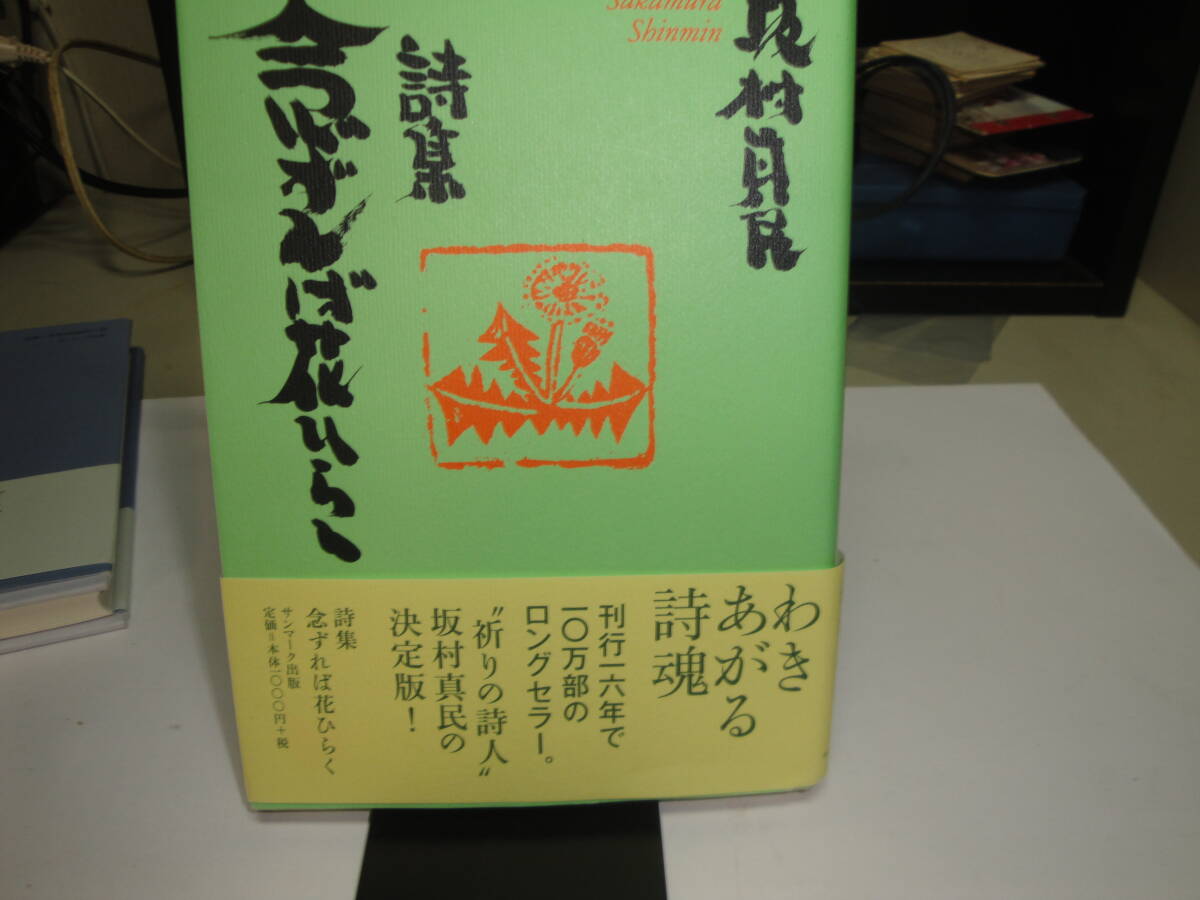 坂村真民
Sakamura
Shinmin
詩集
念ずれば花ひらく
わき
あがる
詩魂
刊行一六年で
一〇万部の
ロングセラー。
〝祈りの詩人〟
坂村真民の
決定版！
詩集
念ずれば花ひらく
サンマーク出版
定価＝本体一〇〇〇円＋税